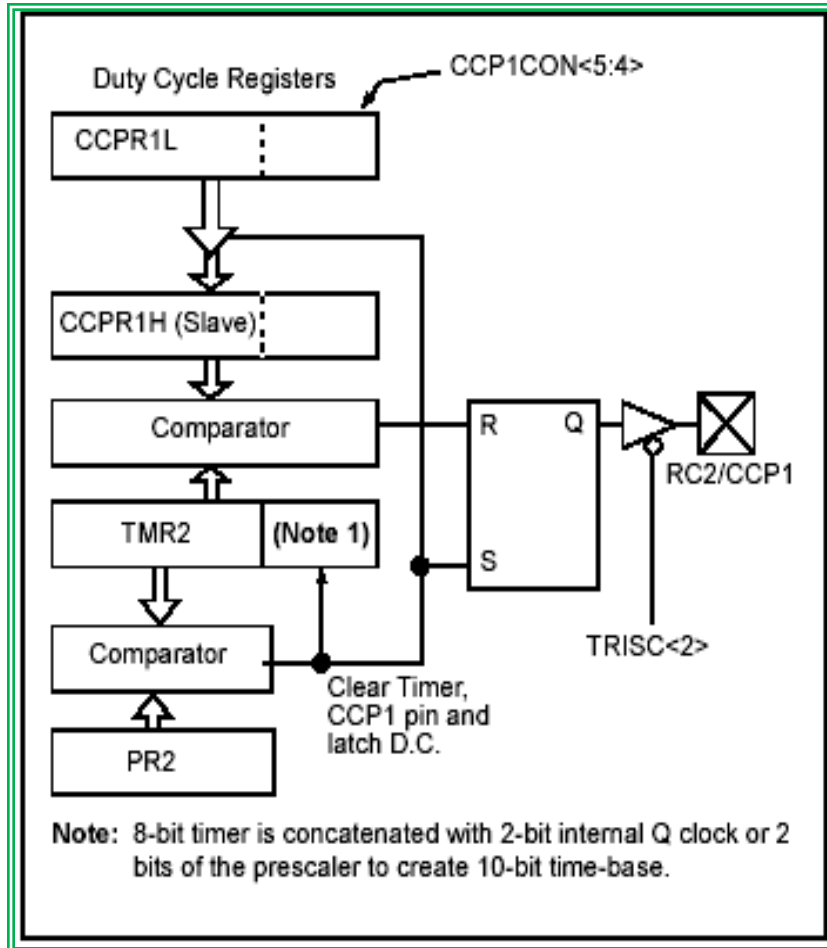 CCP1CON<5:4>
Duty Cycle Registers
CCPR1L
CCPR1H (Slave)
Comparator
R
Q
RC2/CCP1
TMR2
(Note 1)
S
TRISC<2>
Comparator
Clear Timer,
CCP1 pin and
latch D.C.
PR2
Note: 8-bit timer is concatenated with 2-bit internal Q clock or 2
bits of the prescaler to create 10-bit time-base.